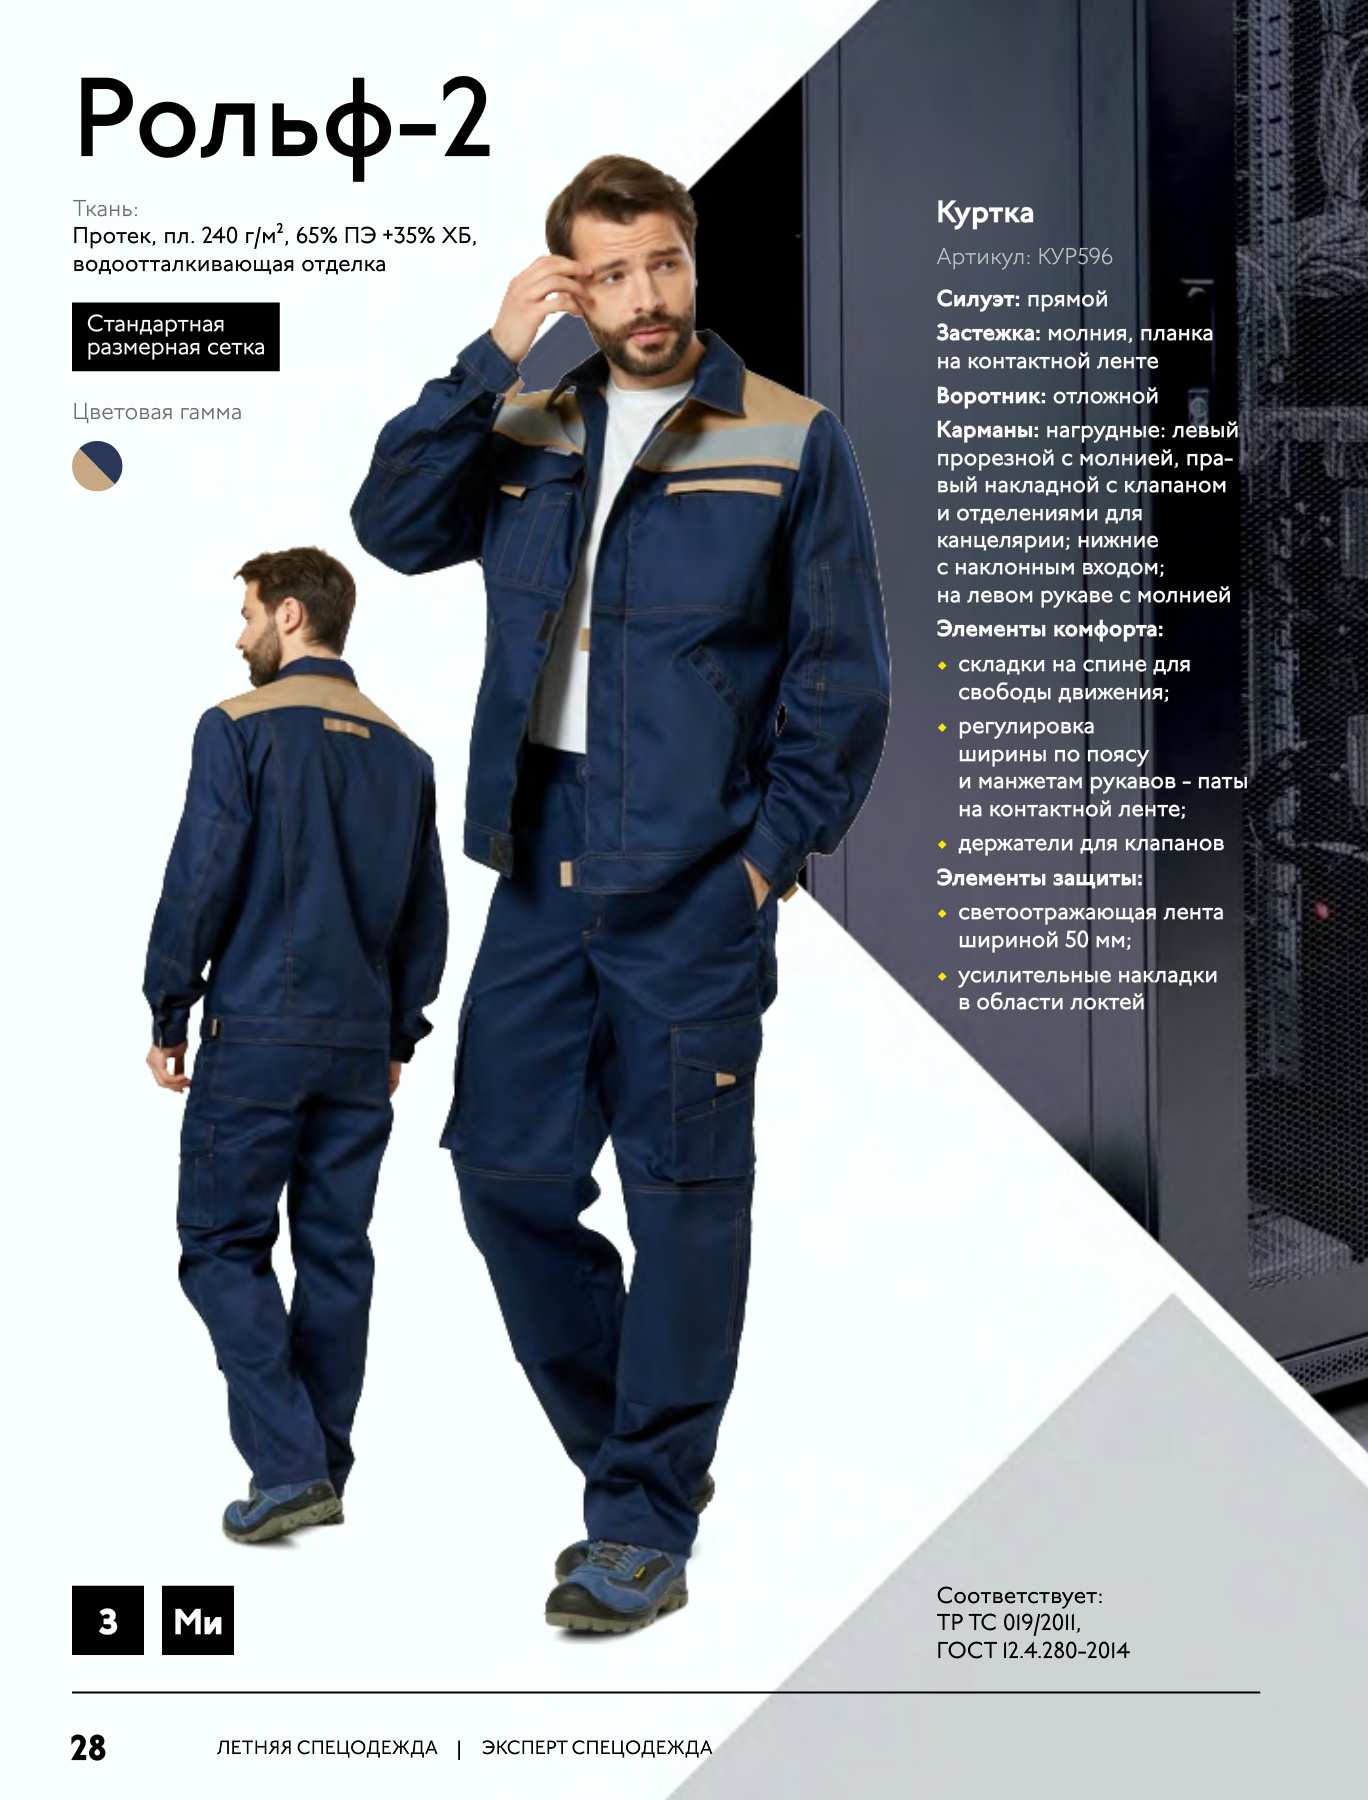 Рольф-2
Ткань:
Протек, пл. 240 г/м², 65% ПЭ +35% ХБ,
водоотталкивающая отделка
Стандартная
размерная сетка
Цветовая гамма
Куртка
Артикул: КУР596
Силуэт: прямой
Застежка: молния, планка
на контактной ленте
Воротник: отложной
Карманы: нагрудные: левый
прорезной с молнией, пра-
вый накладной с клапаном
и отделениями для
канцелярии; нижние
с наклонным входом;
на левом рукаве с молнией
Элементы комфорта:
складки на спине для
свободы движения;
регулировка
ширины по поясу
и манжетам рукавов - паты
на контактной ленте;
держатели для клапанов
Элементы защиты:
светоотражающая лента
шириной 50 мм;
усилительные накладки
в области локтей
З Ми
Соответствует:
ТР ТС 019/2011,
ГОСТ 12.4.280-2014
28 ЛЕТНЯЯ СПЕЦОДЕЖДА | ЭКСПЕРТ СПЕЦОДЕЖДА